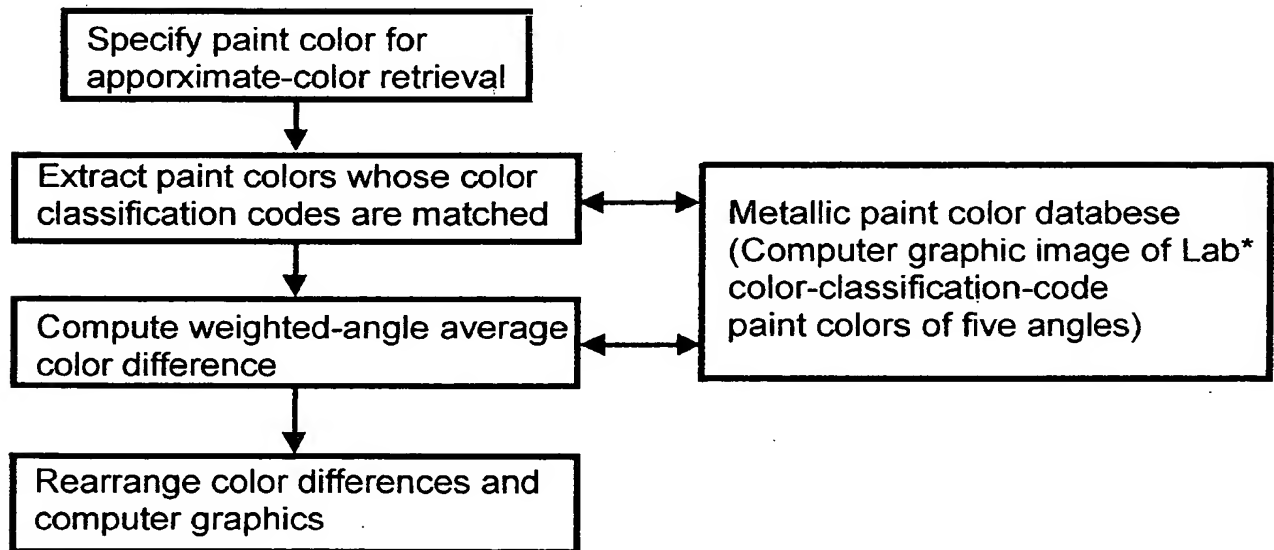 Specify paint color for
apporximate-color retrieval
Extract paint colors whose color
classification codes are matched
Metallic paint color databese
(Computer graphic image of Lab*
color-classification-code
paint colors of five angles)
Compute weighted-angle average
color difference
Rearrange color differences and
computer graphics